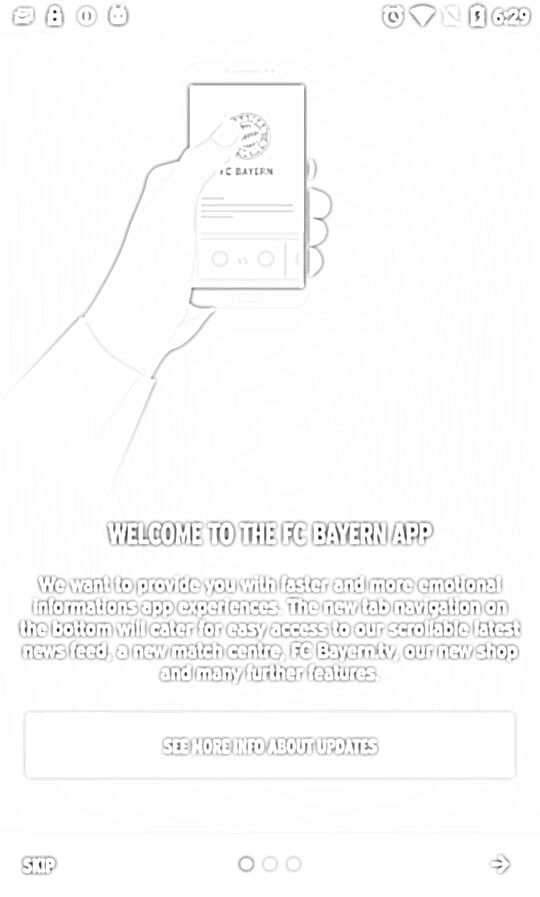 6:29
FC BAYERN
VS
WELCOME TO THE FC BAYERN APP
We want to provide you with faster and more emotional
informations app experiences. The new tab navigation on
the bottom will cater for easy access to our scrollable latest
news feed, a new match centre, FC Bayern.tv, our new shop
and many further features.
SEE MORE INFO ABOUT UPDATES
SKIP